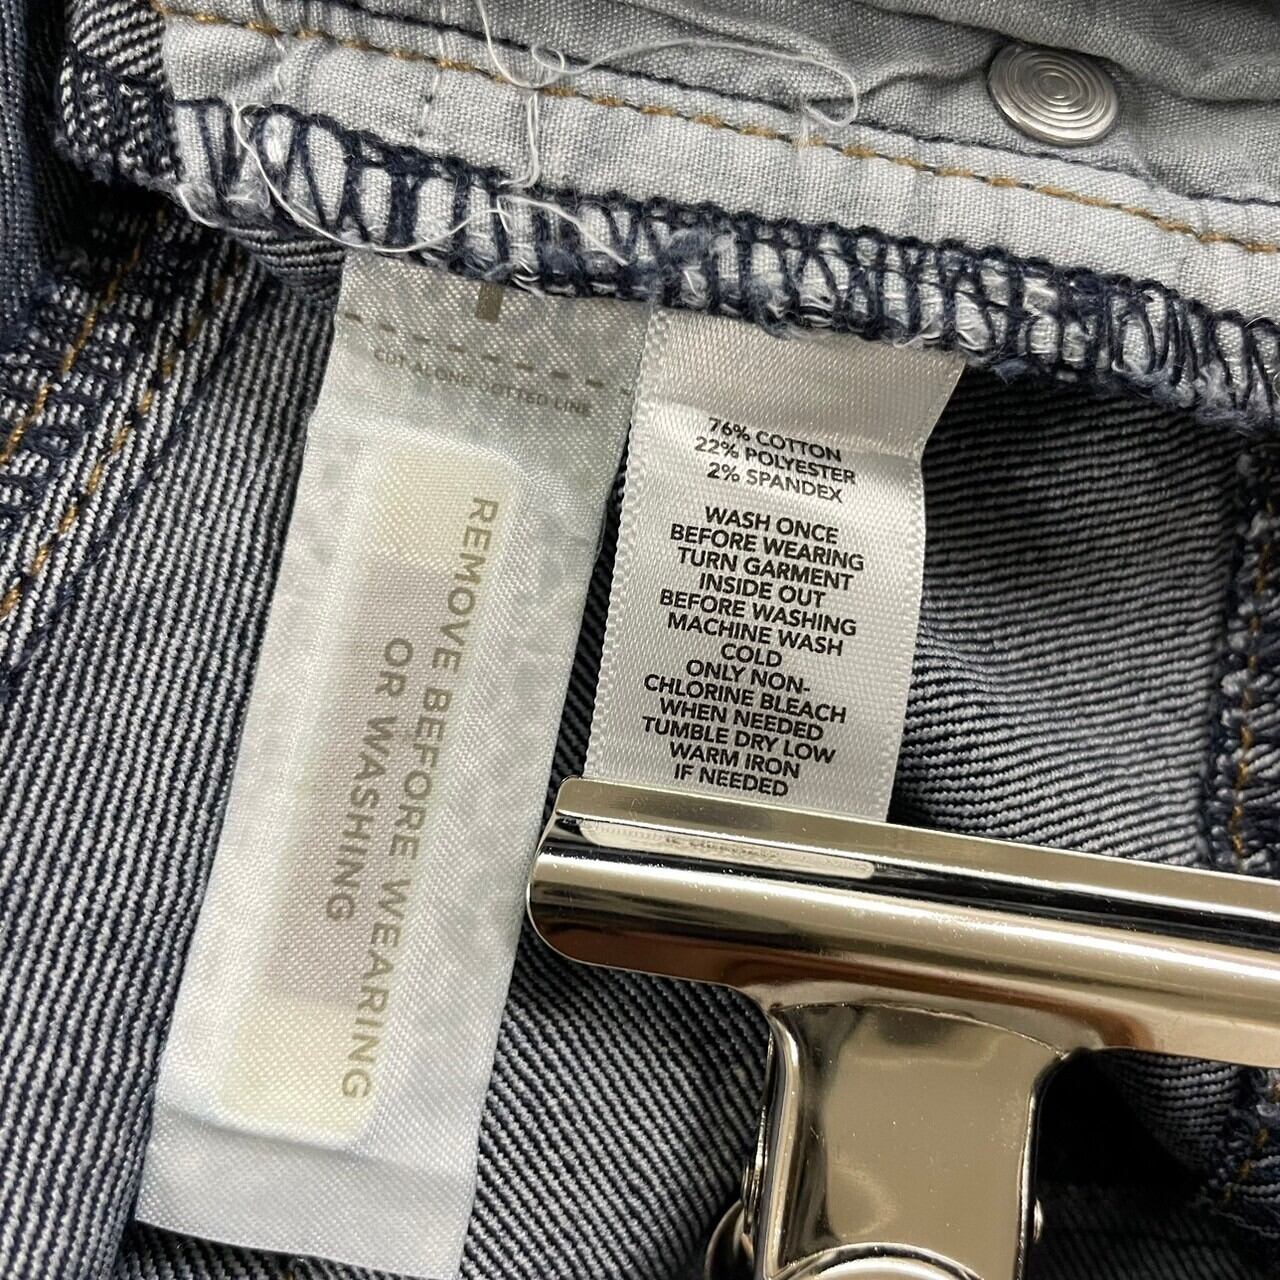 CUT ALONG DOTTED LINE
REMOVE BEFORE WEARING
OR WASHING
76% COTTON
22% POLYESTER
2% SPANDEX
WASH ONCE
BEFORE WEARING
TURN GARMENT
INSIDE OUT
BEFORE WASHING
MACHINE WASH
COLD
ONLY NON-
CHLORINE BLEACH
WHEN NEEDED
TUMBLE DRY LOW
WARM IRON
IF NEEDED